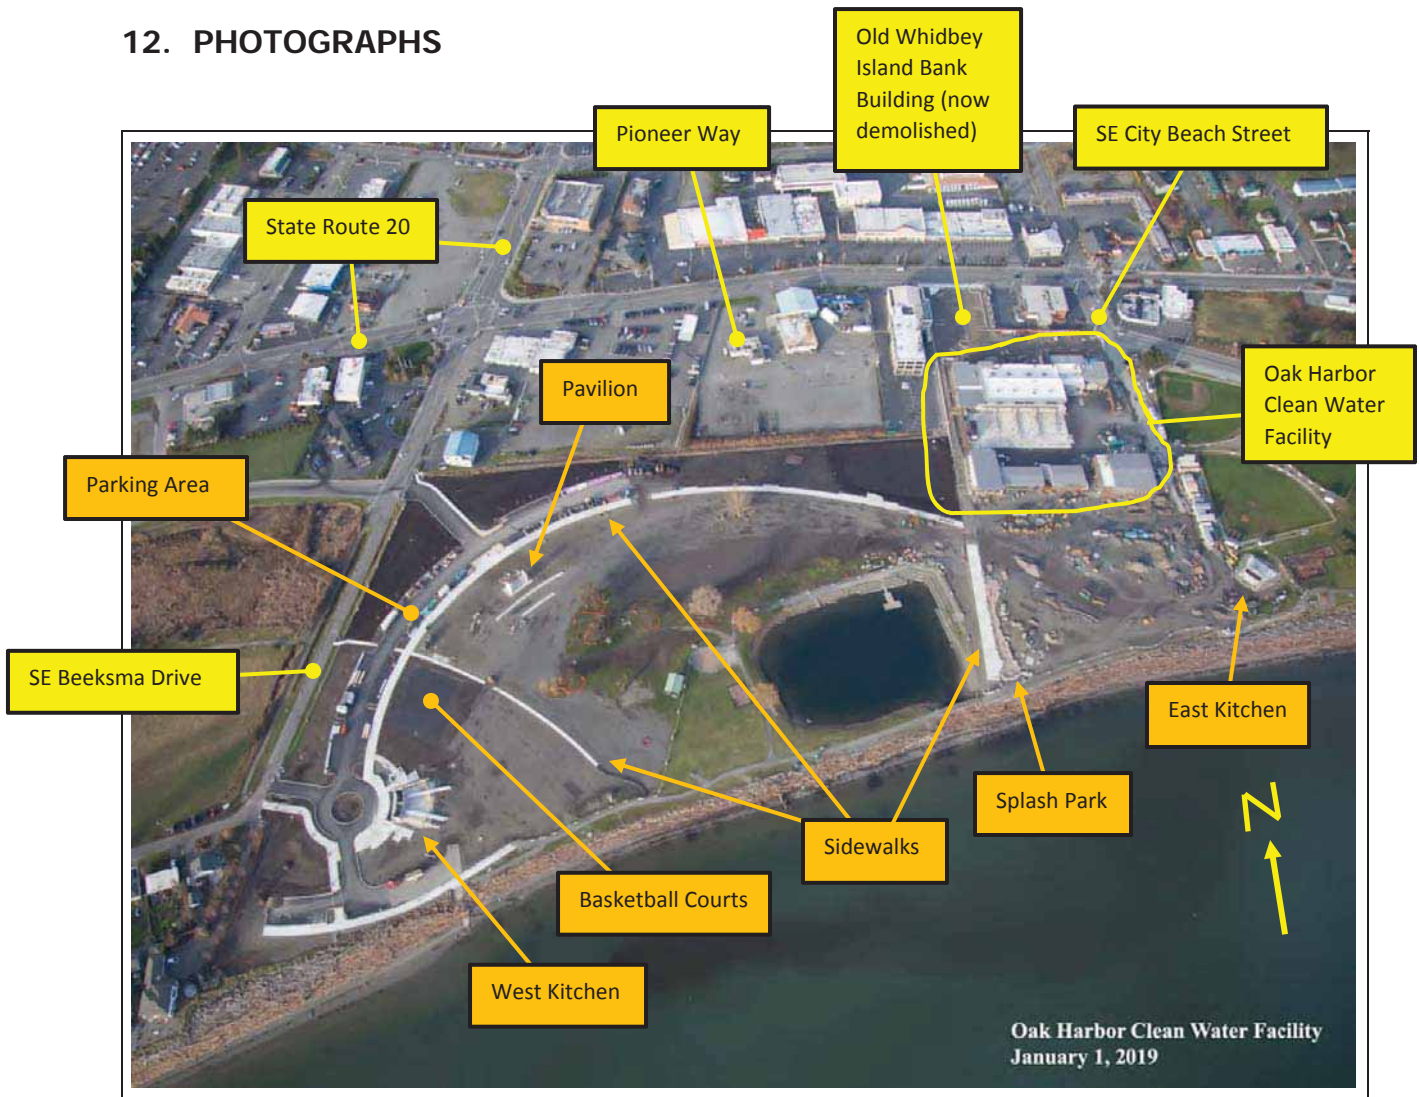 12. PHOTOGRAPHS
Old Whidbey
Island Bank
Building (now
demolished)
Pioneer Way
SE City Beach Street
State Route 20
Oak Harbor
Clean Water
Facility
Pavilion
Parking Area
SE Beeksma Drive
East Kitchen
Splash Park
Sidewalks
Basketball Courts
West Kitchen
N
Oak Harbor Clean Water Facility
January 1, 2019